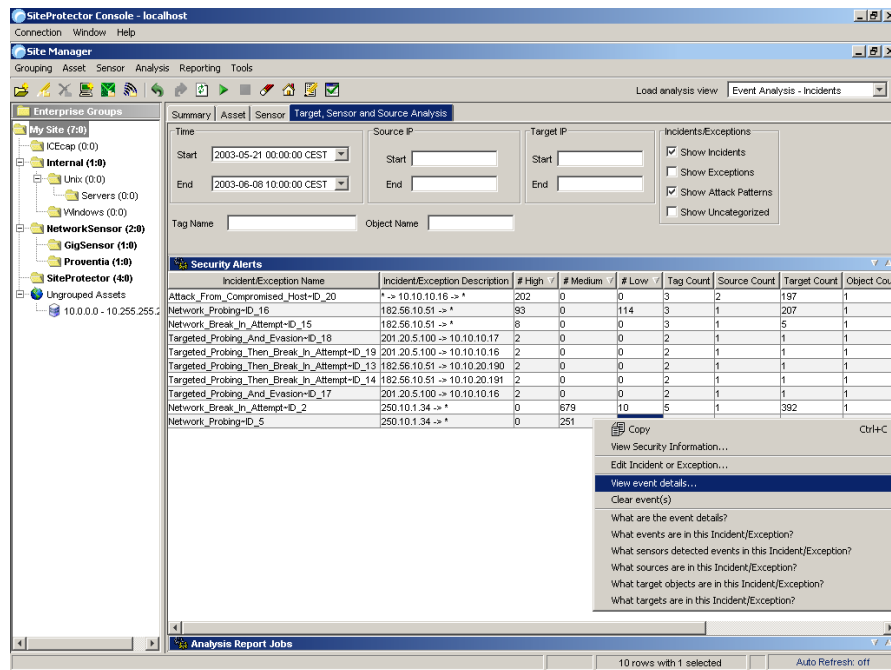 SiteProtector Console - localhost
Connection Window Help
Site Manager
Grouping Asset Sensor Analysis Reporting Tools
Load analysis view Event Analysis - Incidents
Enterprise Groups
My Site (7:0)
ICEcap (0:0)
Internal (1:0)
Unix (0:0)
Servers (0:0)
Windows (0:0)
NetworkSensor (2:0)
GigSensor (1:0)
Proventia (1:0)
SiteProtector (4:0)
Ungrouped Assets
10.0.0.0 - 10.255.255.2
Summary Asset Sensor Target, Sensor and Source Analysis
Time Source IP Target IP Incidents/Exceptions
Start 2003-05-21 00:00:00 CEST Start Start Show Incidents
Show Exceptions
End 2003-06-08 10:00:00 CEST End End Show Attack Patterns
Show Uncategorized
Tag Name Object Name
Security Alerts
Incident/Exception Name Incident/Exception Description # High # Medium # Low Tag Count Source Count Target Count Object Cou
Attack_From_Compromised_Host~ID_20 * -> 10.10.10.16 -> * 202 0 0 3 2 197 1
Network_Probing~ID_16 182.56.10.51 -> * 93 0 114 3 1 207 1
Network_Break_In_Attempt~ID_15 182.56.10.51 -> * 8 0 0 3 1 5 1
Targeted_Probing_And_Evasion~ID_18 201.20.5.100 -> 10.10.10.17 2 0 0 2 1 1 1
Targeted_Probing_Then_Break_In_Attempt~ID_19 201.20.5.100 -> 10.10.10.16 2 0 0 2 1 1 1
Targeted_Probing_Then_Break_In_Attempt~ID_13 182.56.10.51 -> 10.10.20.190 2 0 0 2 1 1 1
Targeted_Probing_Then_Break_In_Attempt~ID_14 182.56.10.51 -> 10.10.20.191 2 0 0 2 1 1 1
Targeted_Probing_And_Evasion~ID_17 201.20.5.100 -> 10.10.10.16 2 0 0 2 1 1 1
Network_Break_In_Attempt~ID_2 250.10.1.34 -> * 0 679 10 5 1 392 1
Network_Probing~ID_5 250.10.1.34 -> * 0 251
Copy Ctrl+C
View Security Information...
Edit Incident or Exception...
View event details...
Clear event(s)
What are the event details?
What events are in this Incident/Exception?
What sensors detected events in this Incident/Exception?
What sources are in this Incident/Exception?
What target objects are in this Incident/Exception?
What targets are in this Incident/Exception?
Analysis Report Jobs
10 rows with 1 selected Auto Refresh: off